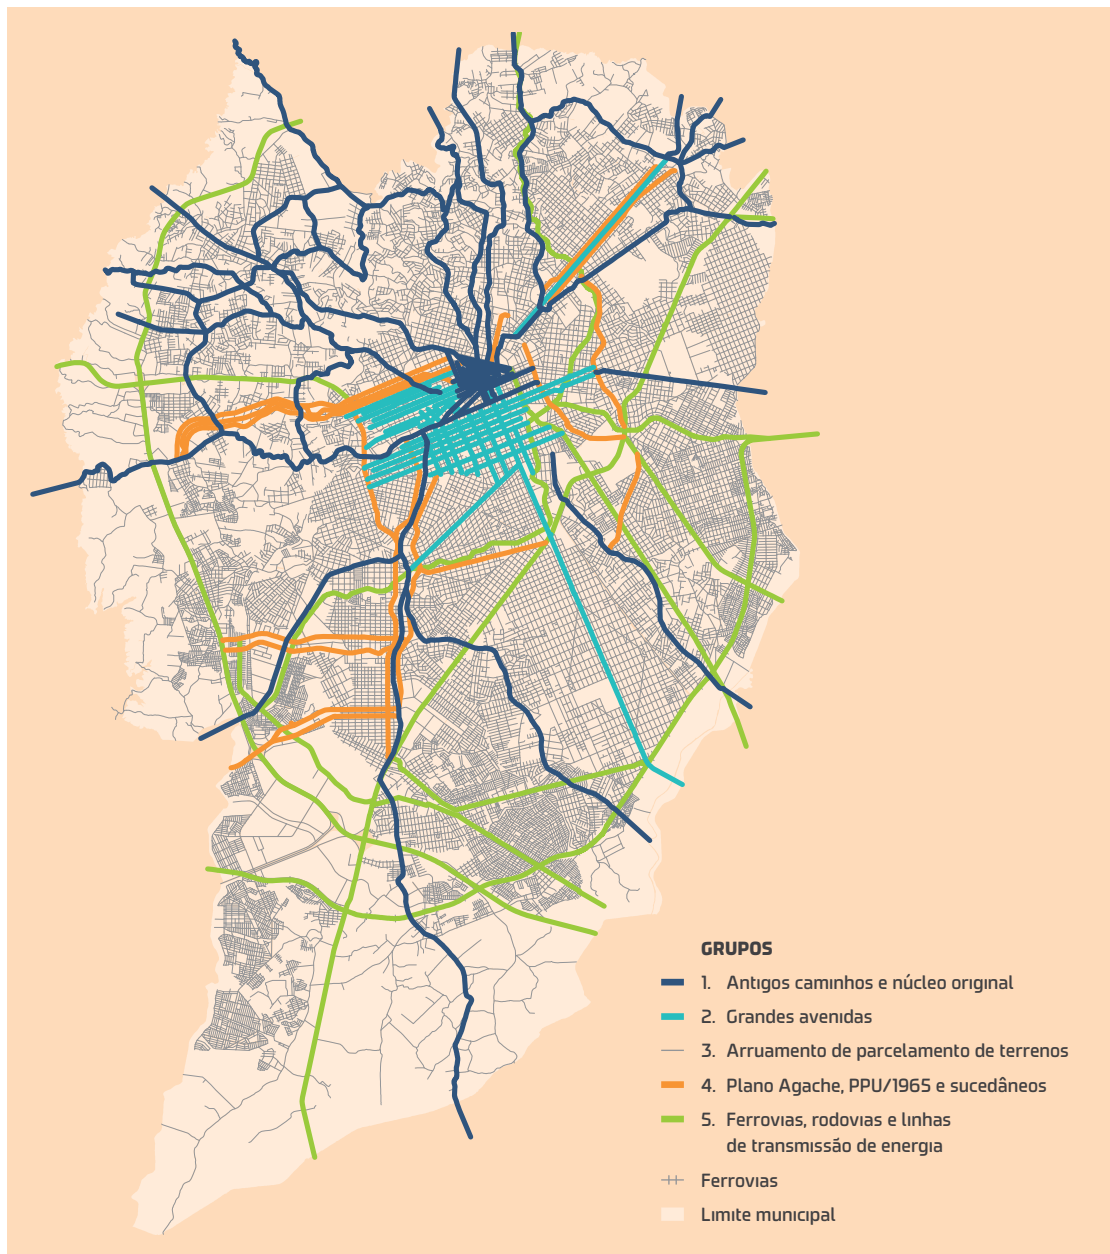 GRUPOS
1. Antigos caminhos e núcleo original
2. Grandes avenidas
3. Arruamento de parcelamento de terrenos
4. Plano Agache, PPU/1965 e sucedâneos
5. Ferrovias, rodovias e linhas
de transmissão de energia
Ferrovias
Limite municipal